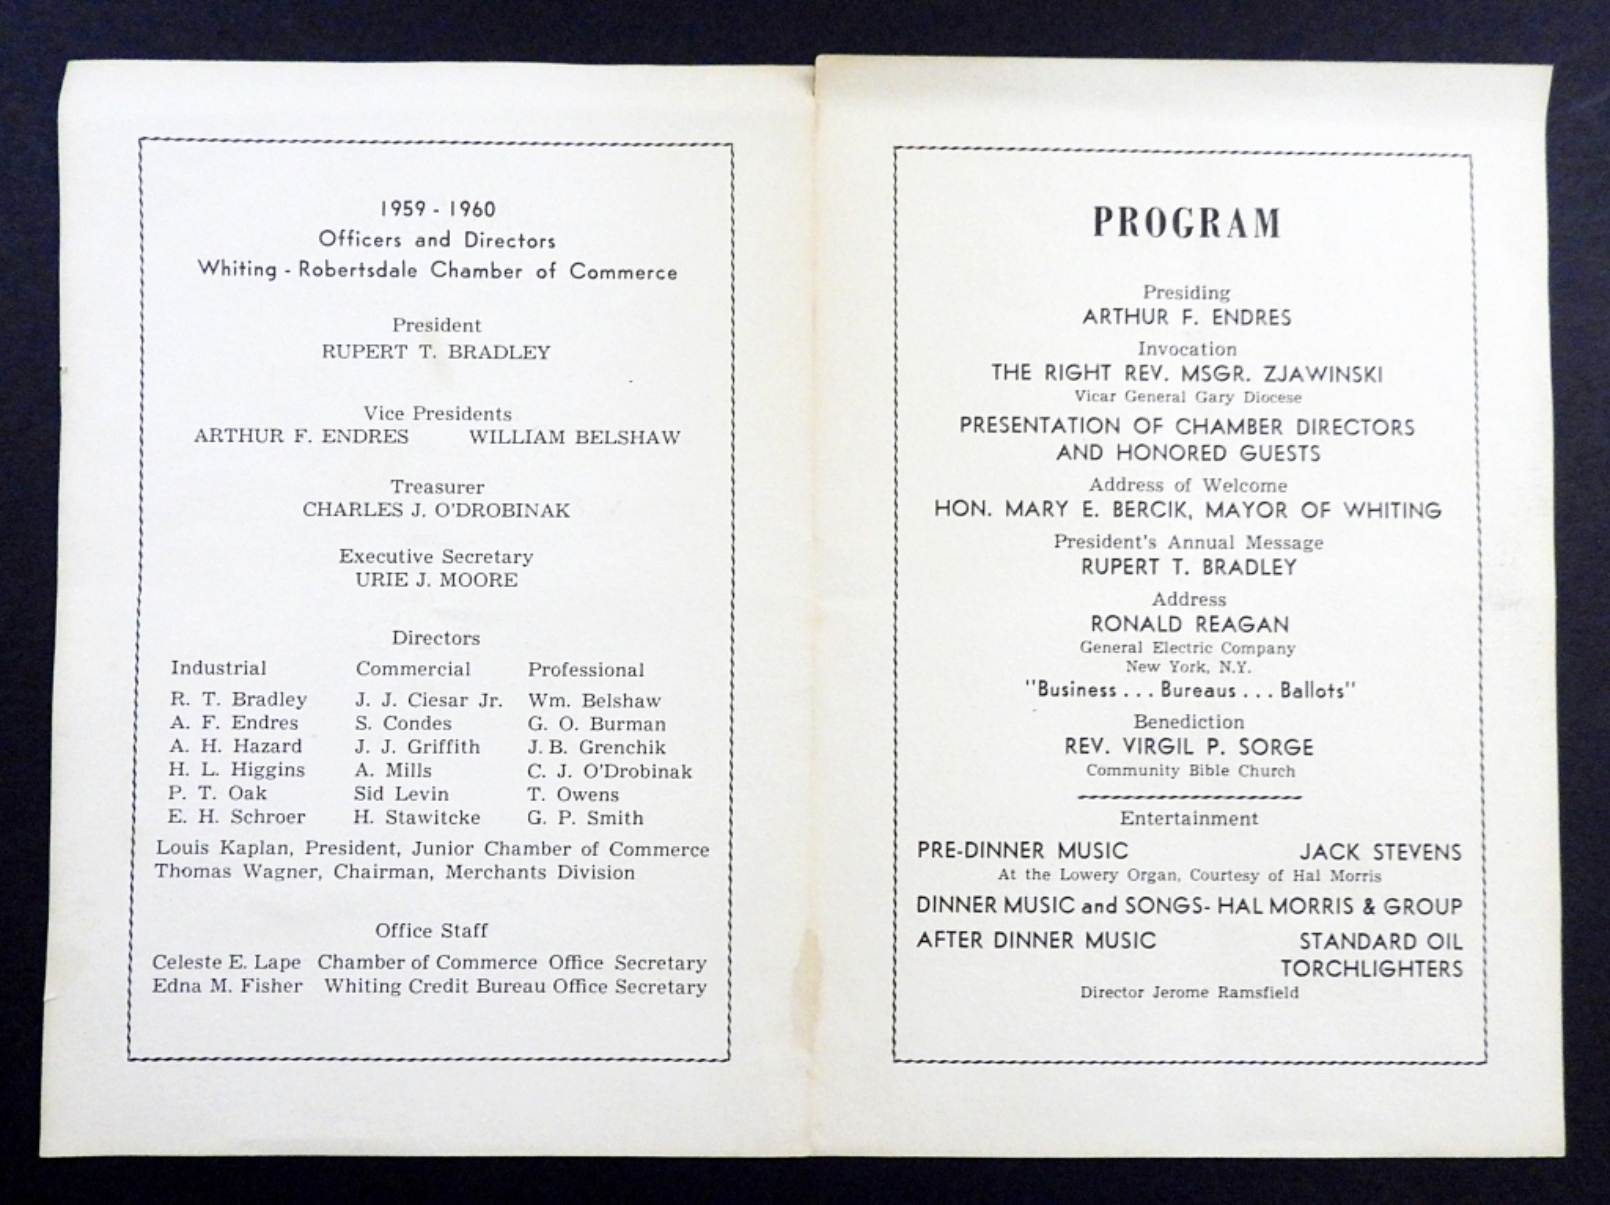 1959 - 1960
Officers and Directors
Whiting - Robertsdale Chamber of Commerce
President
RUPERT T. BRADLEY
Vice Presidents
ARTHUR F. ENDRES WILLIAM BELSHAW
Treasurer
CHARLES J. O'DROBINAK
Executive Secretary
URIE J. MOORE
Directors
Industrial Commercial Professional
R. T. Bradley J. J. Ciesar Jr. Wm. Belshaw
A. F. Endres S. Condes G. O. Burman
A. H. Hazard J. J. Griffith J. B. Grenchik
H. L. Higgins A. Mills C. J. O'Drobinak
P. T. Oak Sid Levin T. Owens
E. H. Schroer H. Stawitcke G. P. Smith
Louis Kaplan, President, Junior Chamber of Commerce
Thomas Wagner, Chairman, Merchants Division
Office Staff
Celeste E. Lape Chamber of Commerce Office Secretary
Edna M. Fisher Whiting Credit Bureau Office Secretary
PROGRAM
Presiding
ARTHUR F. ENDRES
Invocation
THE RIGHT REV. MSGR. ZJAWINSKI
Vicar General Gary Diocese
PRESENTATION OF CHAMBER DIRECTORS
AND HONORED GUESTS
Address of Welcome
HON. MARY E. BERCIK, MAYOR OF WHITING
President's Annual Message
RUPERT T. BRADLEY
Address
RONALD REAGAN
General Electric Company
New York, N.Y.
"Business . . . Bureaus . . . Ballots"
Benediction
REV. VIRGIL P. SORGE
Community Bible Church
Entertainment
PRE-DINNER MUSIC JACK STEVENS
At the Lowery Organ, Courtesy of Hal Morris
DINNER MUSIC and SONGS- HAL MORRIS & GROUP
AFTER DINNER MUSIC STANDARD OIL
TORCHLIGHTERS
Director Jerome Ramsfield